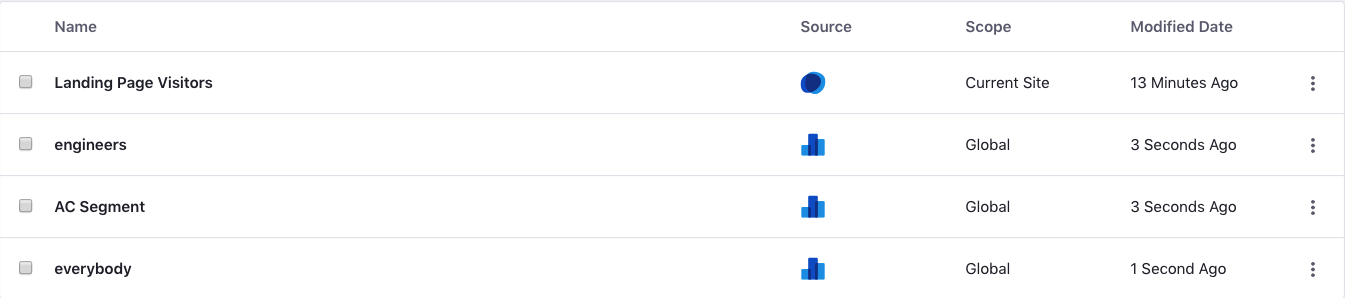 Name Source Scope Modified Date
Landing Page Visitors Current Site 13 Minutes Ago
engineers Global 3 Seconds Ago
AC Segment Global 3 Seconds Ago
everybody Global 1 Second Ago